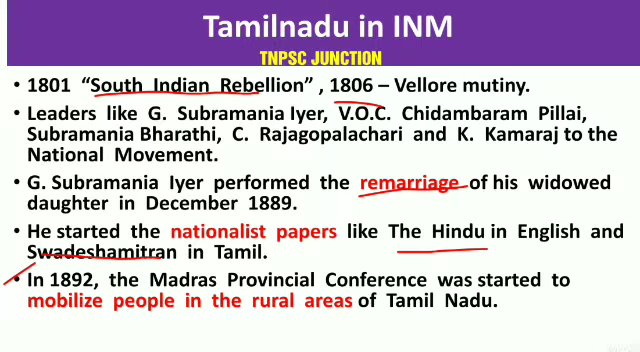 Tamilnadu in INM
TNPSC JUNCTION
• 1801 “South Indian Rebellion” , 1806 – Vellore mutiny.
• Leaders like G. Subramania Iyer, V.O.C. Chidambaram Pillai,
Subramania Bharathi, C. Rajagopalachari and K. Kamaraj to the
National Movement.
• G. Subramania Iyer performed the remarriage of his widowed
daughter in December 1889.
• He started the nationalist papers like The Hindu in English and
Swadeshamitran in Tamil.
• In 1892, the Madras Provincial Conference was started to
mobilize people in the rural areas of Tamil Nadu.